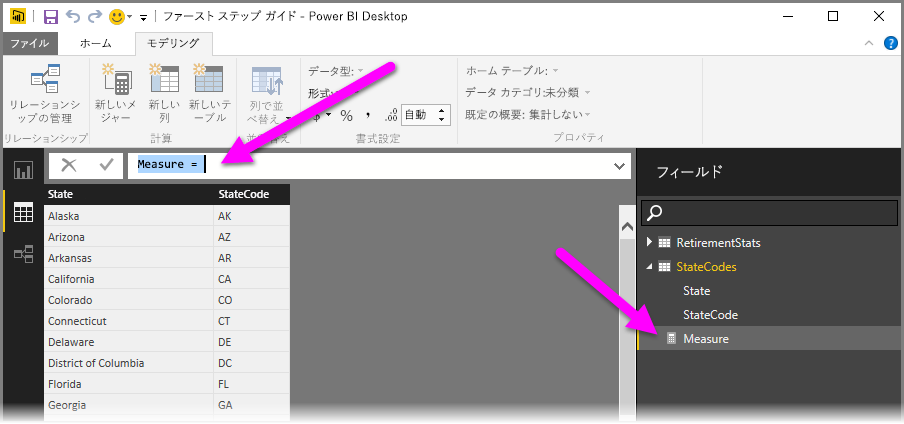 ファースト ステップ ガイド - Power BI Desktop
ファイル ホーム モデリング
リレーションシップの管理
新しいメジャー
新しい列
新しいテーブル
列で並べ替え
データ型:
形式:
$ % , .00 自動
ホーム テーブル:
データ カテゴリ:未分類
既定の概要: 集計しない
リレーションシップ 計算 書式設定 プロパティ
Measure =
フィールド
State StateCode
Alaska AK
Arizona AZ
Arkansas AR
California CA
Colorado CO
Connecticut CT
Delaware DE
District of Columbia DC
Florida FL
Georgia GA
RetirementStats
StateCodes
State
StateCode
Measure